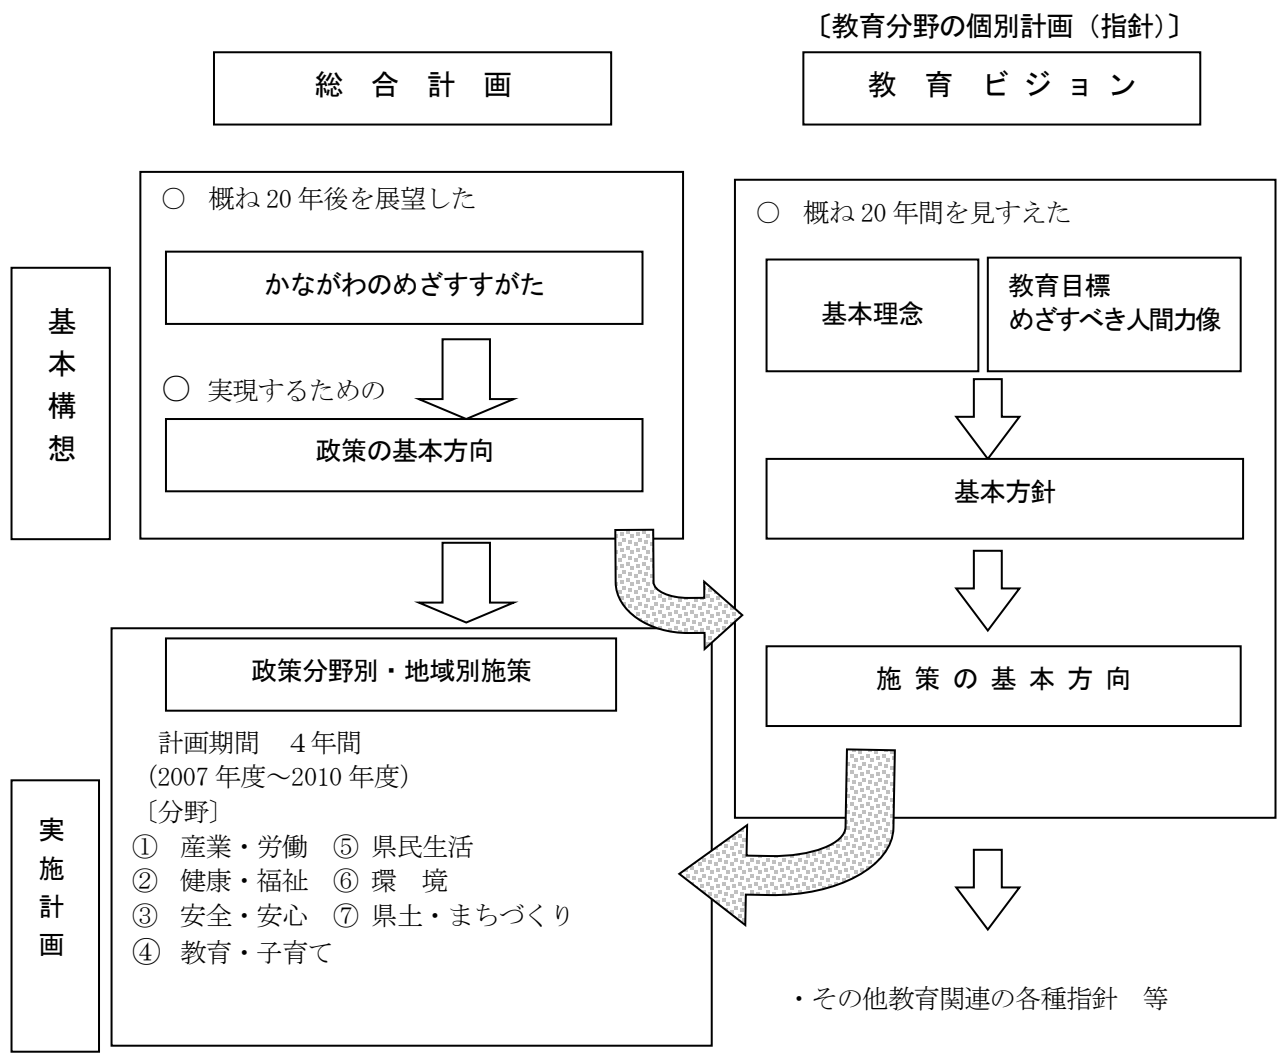 〔教育分野の個別計画（指針）〕
総　合　計　画
教　育　ビ ジ ョ ン
基本構想
○　概ね 20 年後を展望した
かながわのめざすすがた
○　実現するための
政策の基本方向
○　概ね 20 年間を見すえた
基本理念
教育目標
めざすべき人間力像
基本方針
施 策 の 基 本 方 向
実施計画
政策分野別・地域別施策
計画期間　４年間
（2007 年度～2010 年度）
〔分野〕
①　産業・労働　⑤ 県民生活
②　健康・福祉　⑥ 環　境
③　安全・安心　⑦ 県土・まちづくり
④　教育・子育て
・その他教育関連の各種指針　等